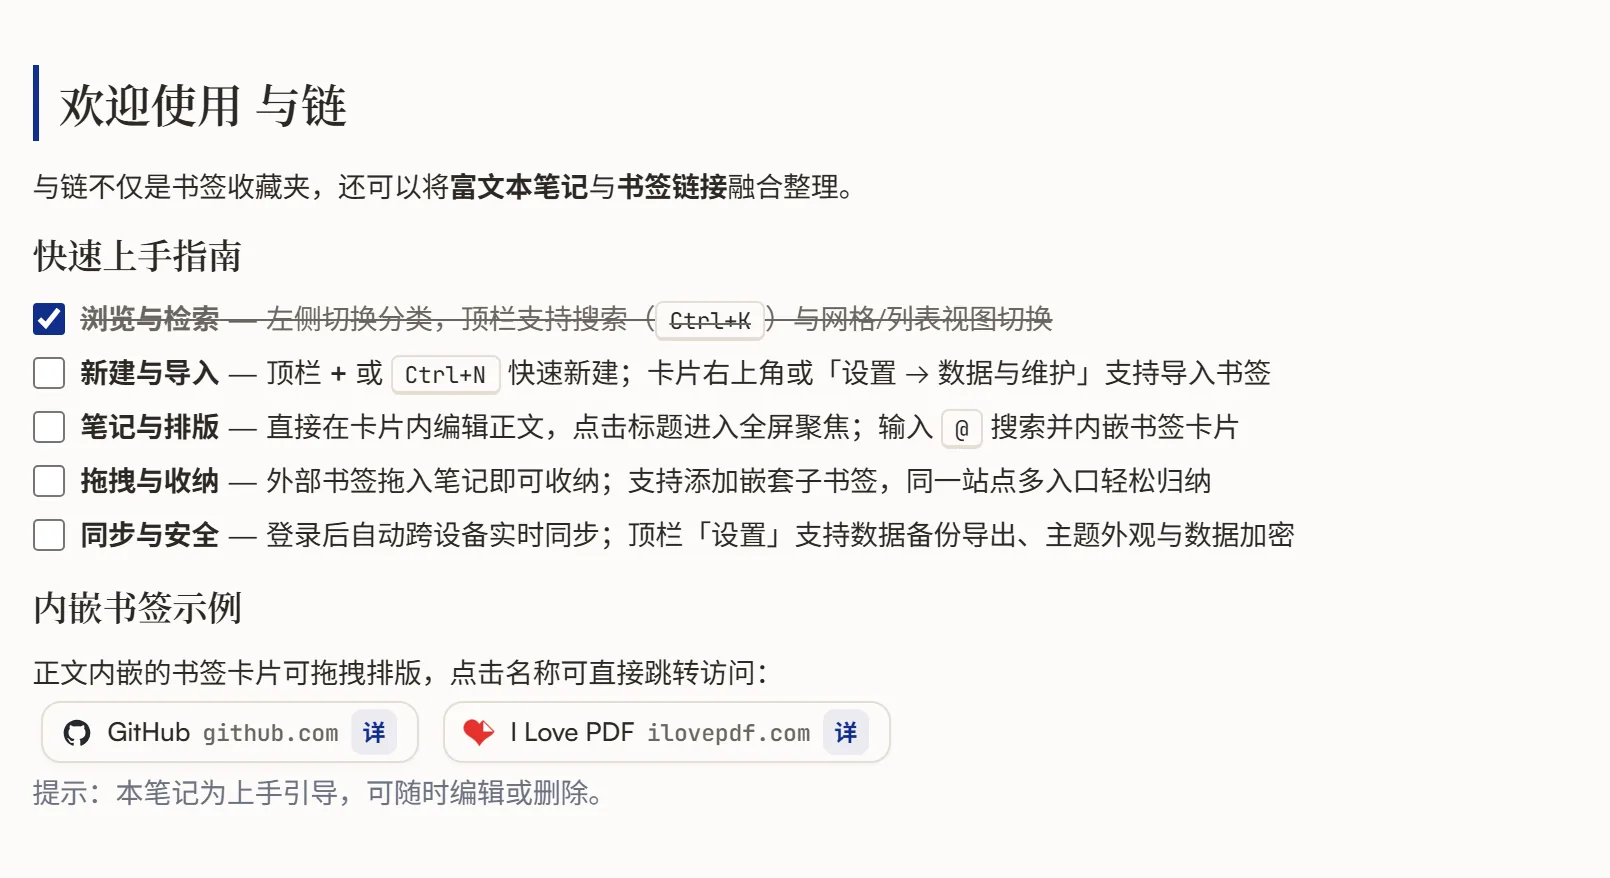 欢迎使用 与链
与链不仅是书签收藏夹，还可以将富文本笔记与书签链接融合整理。
快速上手指南
浏览与检索 — 左侧切换分类，顶栏支持搜索（Ctrl+K）与网格/列表视图切换
新建与导入 — 顶栏 + 或 Ctrl+N 快速新建；卡片右上角或「设置 → 数据与维护」支持导入书签
笔记与排版 — 直接在卡片内编辑正文，点击标题进入全屏聚焦；输入 @ 搜索并内嵌书签卡片
拖拽与收纳 — 外部书签拖入笔记即可收纳；支持添加嵌套子书签，同一站点多入口轻松归纳
同步与安全 — 登录后自动跨设备实时同步；顶栏「设置」支持数据备份导出、主题外观与数据加密
内嵌书签示例
正文内嵌的书签卡片可拖拽排版，点击名称可直接跳转访问：
GitHub github.com 详 I Love PDF ilovepdf.com 详
提示：本笔记为上手引导，可随时编辑或删除。